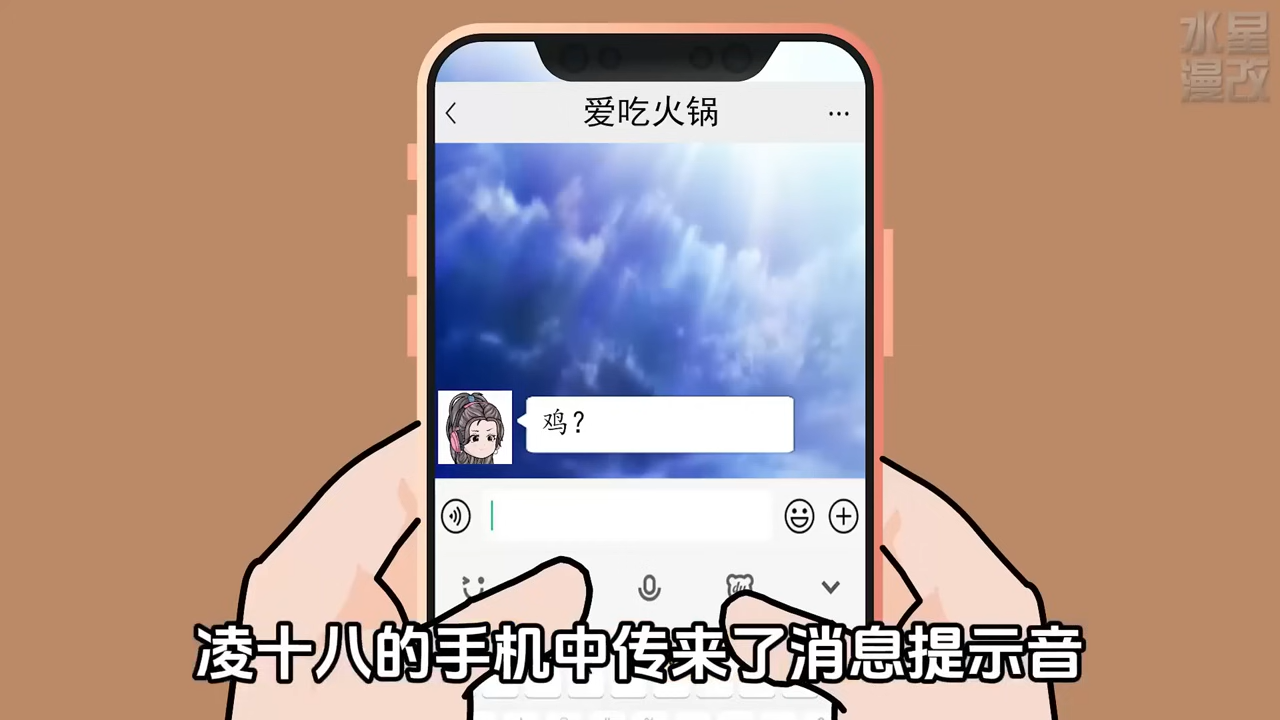 水星
漫改
爱吃火锅
鸡？
du
凌十八的手机中传来了消息提示音